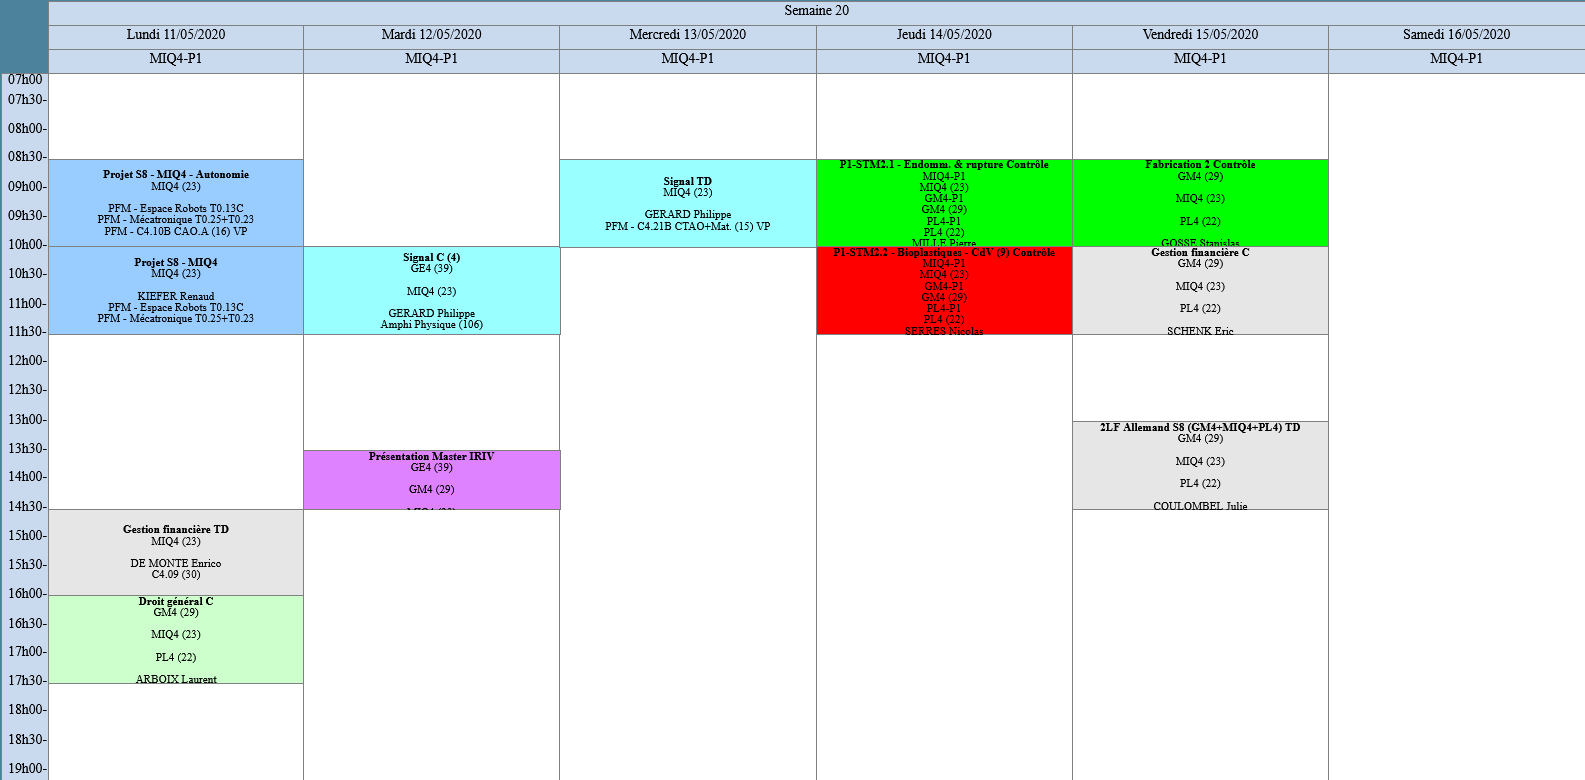 Semaine 20
Lundi 11/05/2020
Mardi 12/05/2020
Mercredi 13/05/2020
Jeudi 14/05/2020
Vendredi 15/05/2020
Samedi 16/05/2020
MIQ4-P1
MIQ4-P1
MIQ4-P1
MIQ4-P1
MIQ4-P1
MIQ4-P1
07h00
07h30-
08h00-
08h30-
09h00-
09h30-
10h00-
10h30-
11h00-
11h30-
12h00-
12h30-
13h00-
13h30-
14h00-
14h30-
15h00-
15h30-
16h00-
16h30-
17h00-
17h30-
18h00-
18h30-
19h00-
Projet S8 - MIQ4 - Autonomie
MIQ4 (23)
PFM - Espace Robots T0.13C
PFM - Mécatronique T0.25+T0.23
PFM - C4.10B CAO.A (16) VP
Projet S8 - MIQ4
MIQ4 (23)
KIEFER Renaud
PFM - Espace Robots T0.13C
PFM - Mécatronique T0.25+T0.23
Gestion financière TD
MIQ4 (23)
DE MONTE Enrico
C4.09 (30)
Droit général C
GM4 (29)
MIQ4 (23)
PL4 (22)
ARBOIX Laurent
Signal C (4)
GE4 (39)
MIQ4 (23)
GERARD Philippe
Amphi Physique (106)
Présentation Master IRIV
GE4 (39)
GM4 (29)
MIQ4 (23)
Signal TD
MIQ4 (23)
GERARD Philippe
PFM - C4.21B CTAO+Mat. (15) VP
P1-STM2.1 - Endomm. & rupture Contrôle
MIQ4-P1
MIQ4 (23)
GM4-P1
GM4 (29)
PL4-P1
PL4 (22)
MILLE Pierre
P1-STM2.2 - Bioplastiques - CdV (9) Contrôle
MIQ4-P1
MIQ4 (23)
GM4-P1
GM4 (29)
PL4-P1
PL4 (22)
SERRES Nicolas
Fabrication 2 Contrôle
GM4 (29)
MIQ4 (23)
PL4 (22)
GOSSE Stanislas
Gestion financière C
GM4 (29)
MIQ4 (23)
PL4 (22)
SCHENK Eric
2LF Allemand S8 (GM4+MIQ4+PL4) TD
GM4 (29)
MIQ4 (23)
PL4 (22)
COULOMBEL Julie